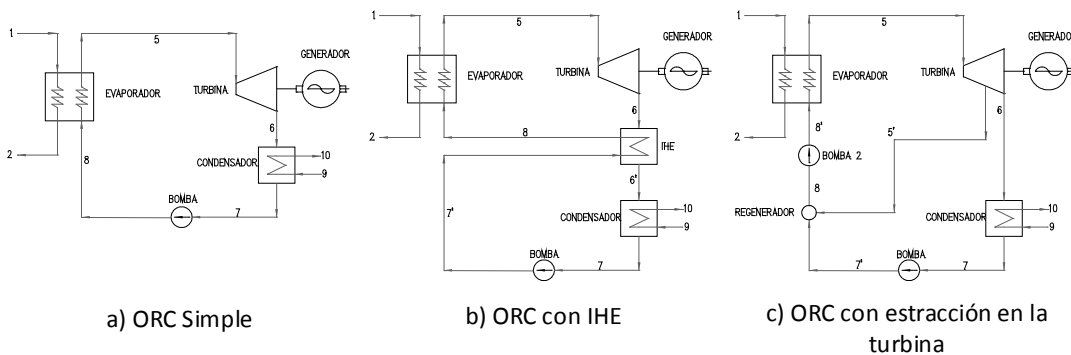 1
5
GENERADOR
EVAPORADOR
TURBINA
2
8
6
CONDENSADOR
10
9
BOMBA
7
a) ORC Simple
1
5
GENERADOR
EVAPORADOR
TURBINA
2
8
6
IHE
6'
7'
CONDENSADOR
10
9
BOMBA
7
b) ORC con IHE
1
5
GENERADOR
EVAPORADOR
TURBINA
2
8'
5'
6
BOMBA 2
8
REGENERADOR
CONDENSADOR
10
9
BOMBA
7'
7
c) ORC con estracción en la
turbina